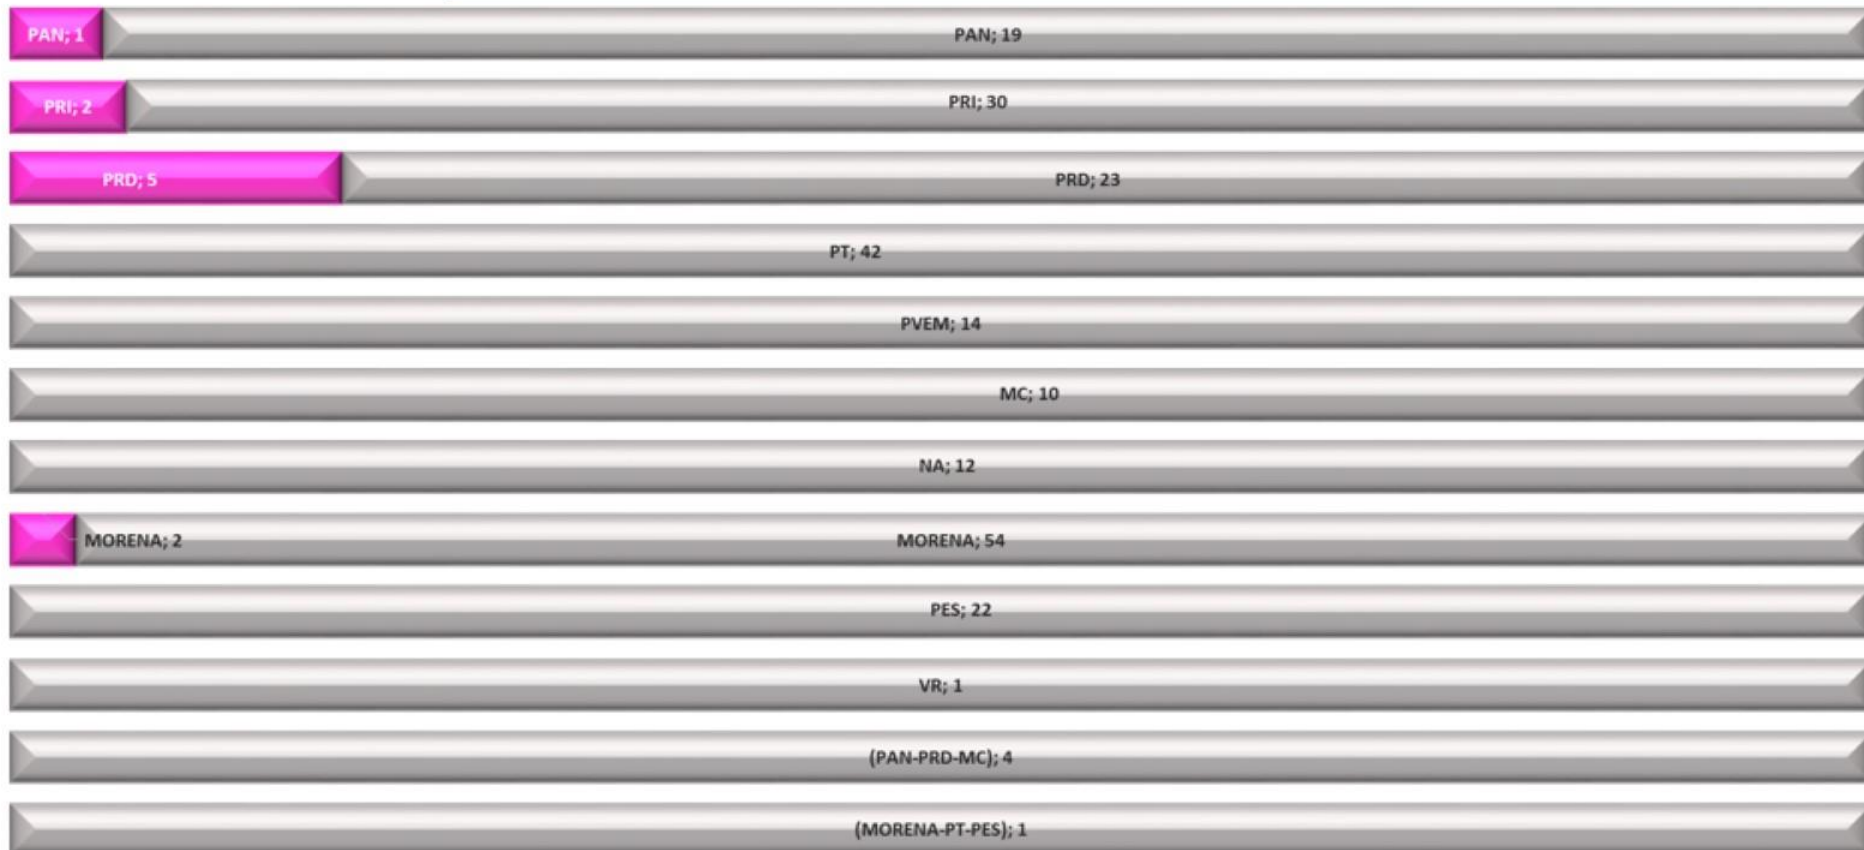 PAN; 1 PAN; 19
PRI; 2 PRI; 30
PRD; 5 PRD; 23
PT; 42
PVEM; 14
MC; 10
NA; 12
MORENA; 2 MORENA; 54
PES; 22
VR; 1
(PAN-PRD-MC); 4
(MORENA-PT-PES); 1